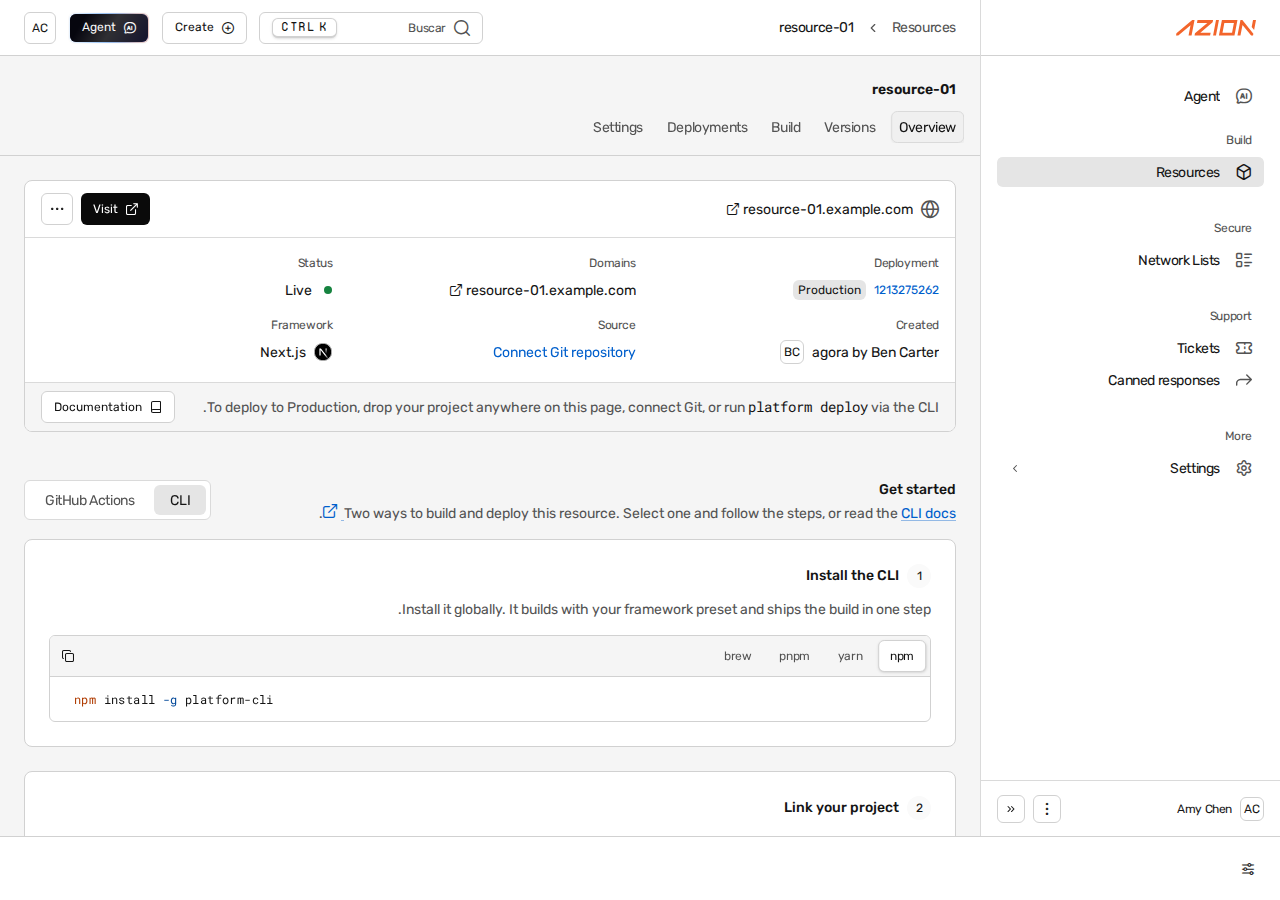 AZION
Resources
resource-01
Buscar
CTRL K
Create
Agent
AC
Agent
Build
Resources
Secure
Network Lists
Support
Tickets
Canned responses
More
Settings
Amy Chen
AC
resource-01
Overview
Versions
Build
Deployments
Settings
resource-01.example.com
Visit
Deployment
1213275262 Production
Domains
resource-01.example.com
Status
Live
Created
BC agora by Ben Carter
Source
Connect Git repository
Framework
Next.js
.To deploy to Production, drop your project anywhere on this page, connect Git, or run platform deploy via the CLI
Documentation
Get started
.Two ways to build and deploy this resource. Select one and follow the steps, or read the CLI docs
CLI
GitHub Actions
1 Install the CLI
.Install it globally. It builds with your framework preset and ships the build in one step
npm
yarn
pnpm
brew
npm install -g platform-cli
2 Link your project